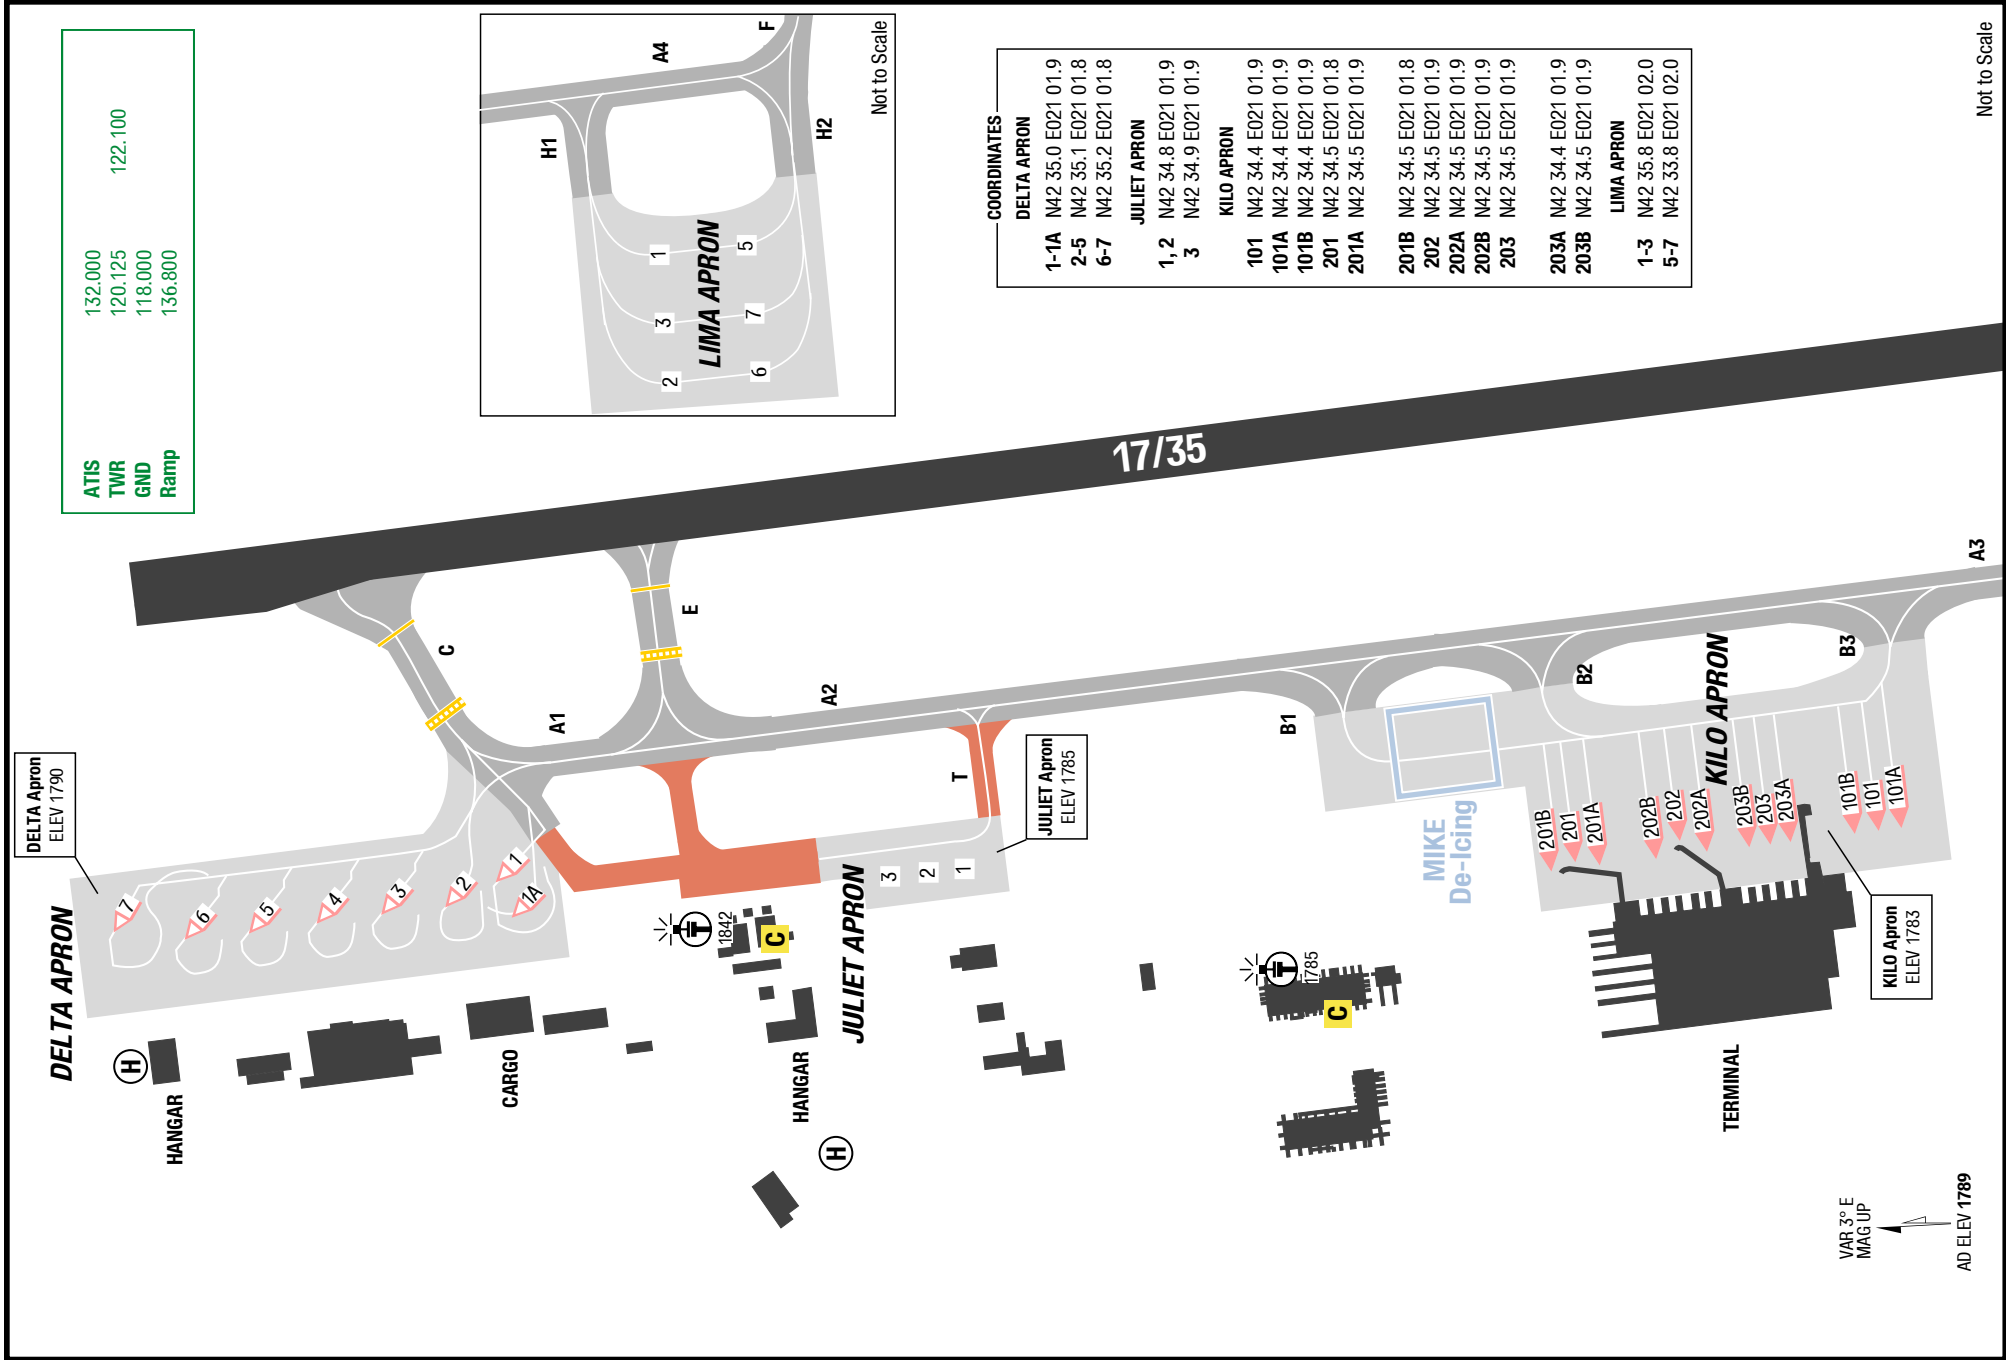 ATIS 132.000
TWR 120.125 122.100
GND 118.000
Ramp 136.800
A4
F
H1
H2
1
5
3
7
2
6
LIMA APRON
Not to Scale
COORDINATES
DELTA APRON
1-1A N42 35.0 E021 01.9
2-5 N42 35.1 E021 01.8
6-7 N42 35.2 E021 01.8
JULIET APRON
1, 2 N42 34.8 E021 01.9
3 N42 34.9 E021 01.9
KILO APRON
101 N42 34.4 E021 01.9
101A N42 34.4 E021 01.9
101B N42 34.4 E021 01.9
201 N42 34.5 E021 01.8
201A N42 34.5 E021 01.9
201B N42 34.5 E021 01.8
202 N42 34.5 E021 01.9
202A N42 34.5 E021 01.9
202B N42 34.5 E021 01.9
203 N42 34.5 E021 01.9
203A N42 34.4 E021 01.9
203B N42 34.5 E021 01.9
LIMA APRON
1-3 N42 35.8 E021 02.0
5-7 N42 33.8 E021 02.0
Not to Scale
17/35
C
E
A1
A2
A3
B1
B2
B3
T
DELTA Apron
ELEV 1790
DELTA APRON
7
6
5
4
3
2
1
1A
JULIET Apron
ELEV 1785
JULIET APRON
3
2
1
MIKE
De-Icing
KILO APRON
201B
201
201A
202B
202
202A
203B
203
203A
101B
101
101A
KILO Apron
ELEV 1783
1842
C
1785
C
H
HANGAR
CARGO
HANGAR
H
TERMINAL
VAR 3° E
MAG UP
AD ELEV 1789